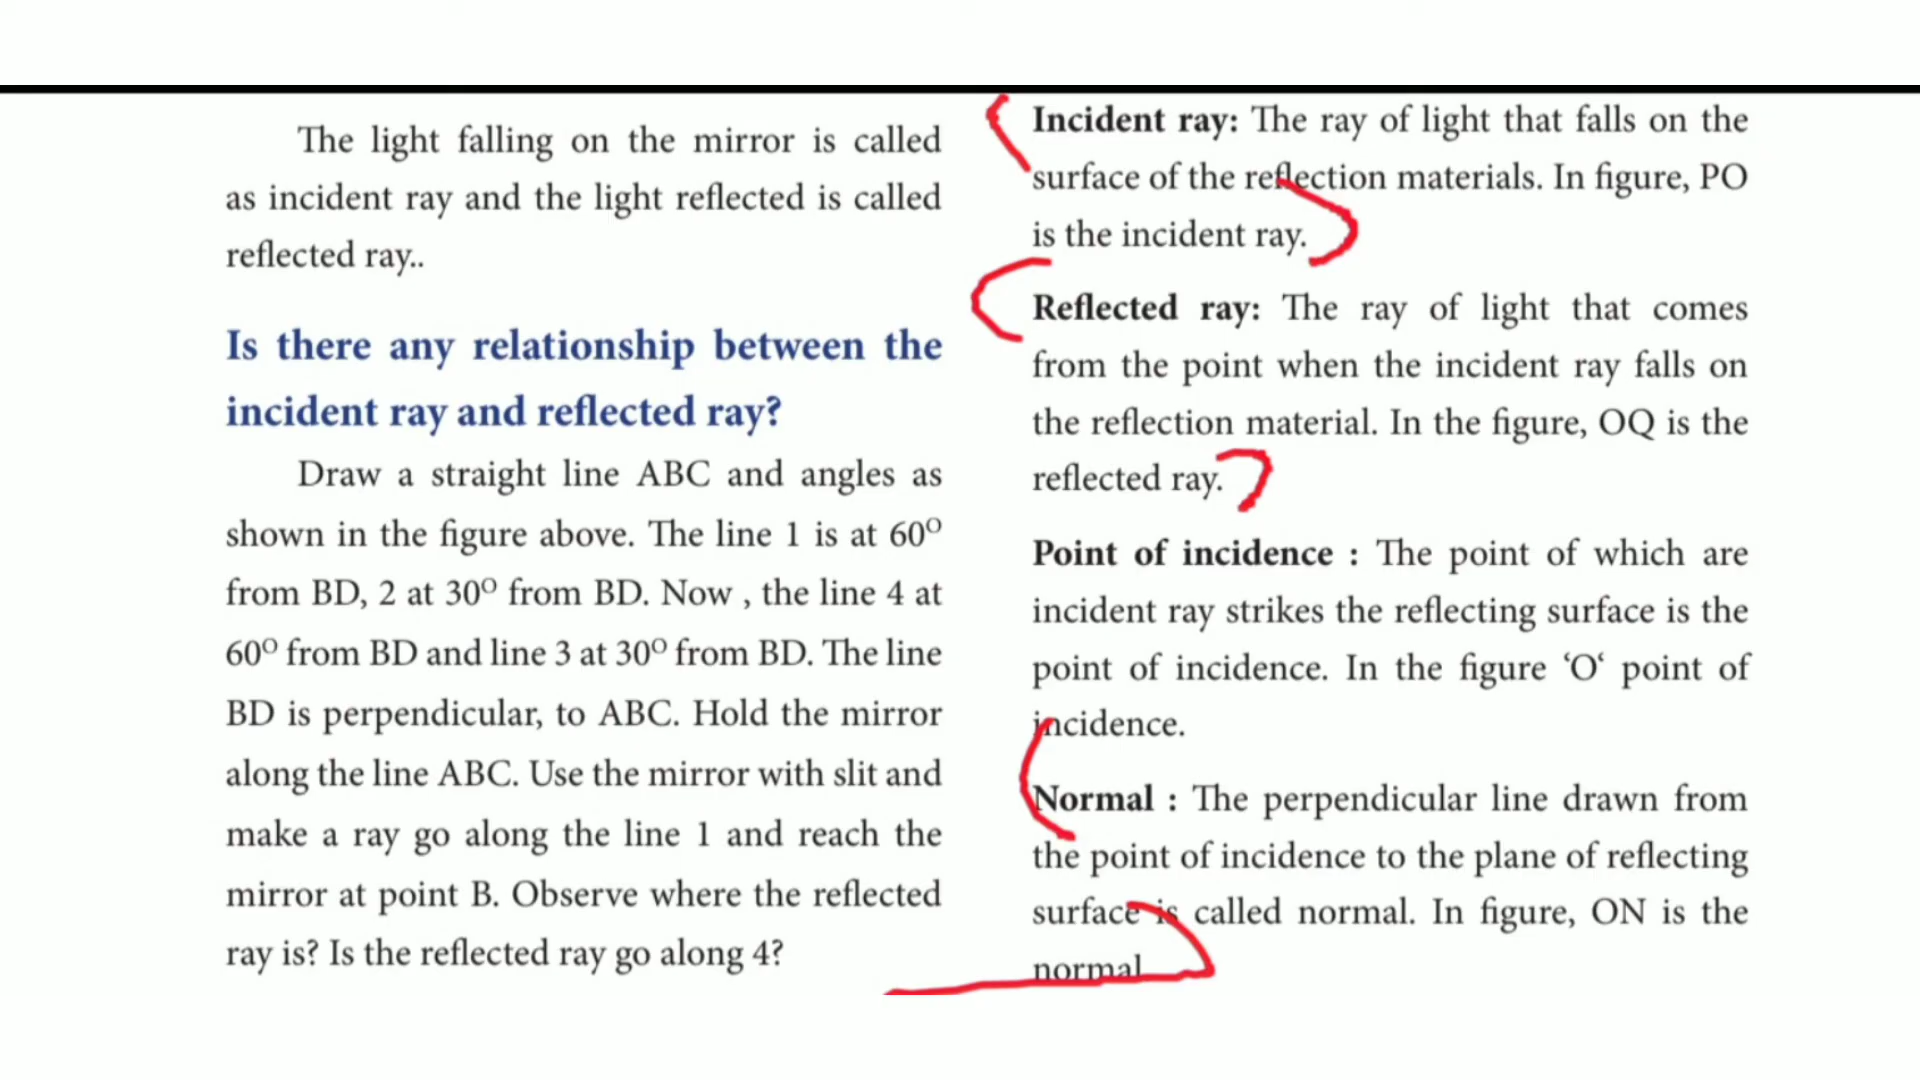 The light falling on the mirror is called
as incident ray and the light reflected is called
reflected ray..
Is there any relationship between the
incident ray and reflected ray?
Draw a straight line ABC and angles as
shown in the figure above. The line 1 is at 60⁰
from BD, 2 at 30⁰ from BD. Now , the line 4 at
60⁰ from BD and line 3 at 30⁰ from BD. The line
BD is perpendicular, to ABC. Hold the mirror
along the line ABC. Use the mirror with slit and
make a ray go along the line 1 and reach the
mirror at point B. Observe where the reflected
ray is? Is the reflected ray go along 4?
Incident ray: The ray of light that falls on the
surface of the reflection materials. In figure, PO
is the incident ray.
Reflected ray: The ray of light that comes
from the point when the incident ray falls on
the reflection material. In the figure, OQ is the
reflected ray.
Point of incidence : The point of which are
incident ray strikes the reflecting surface is the
point of incidence. In the figure ‘O‘ point of
incidence.
Normal : The perpendicular line drawn from
the point of incidence to the plane of reflecting
surface is called normal. In figure, ON is the
normal